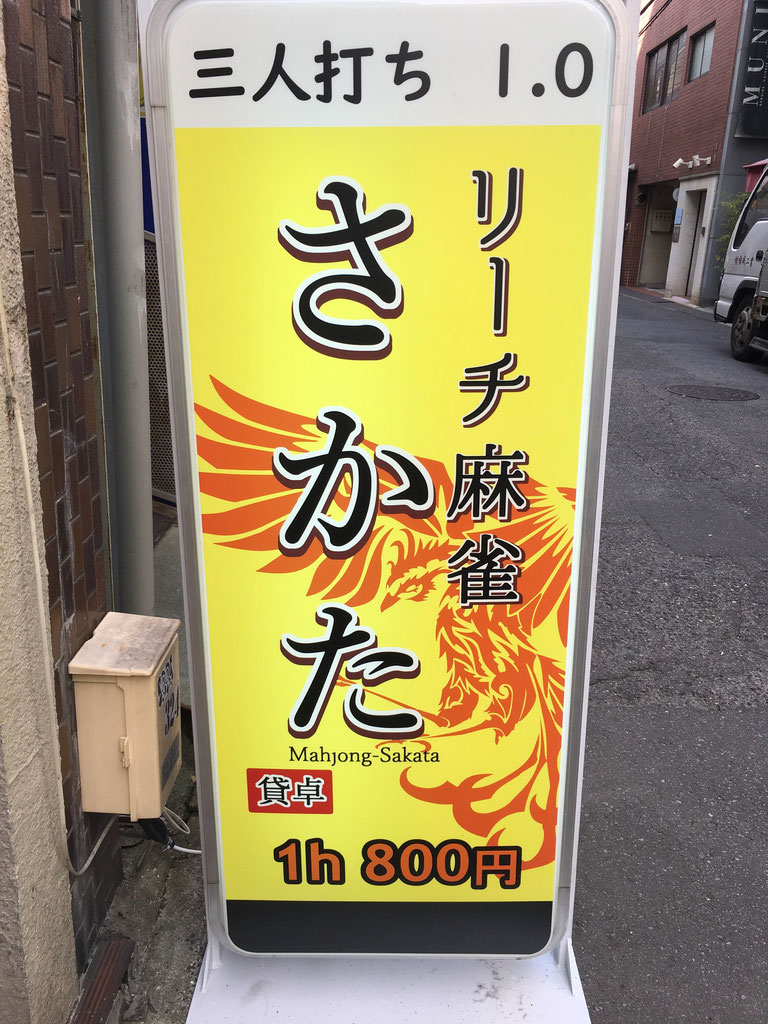 三人打ち 1.0
リーチ麻雀
さかた
Mahjong-Sakata
貸卓
1h 800円
MUNI